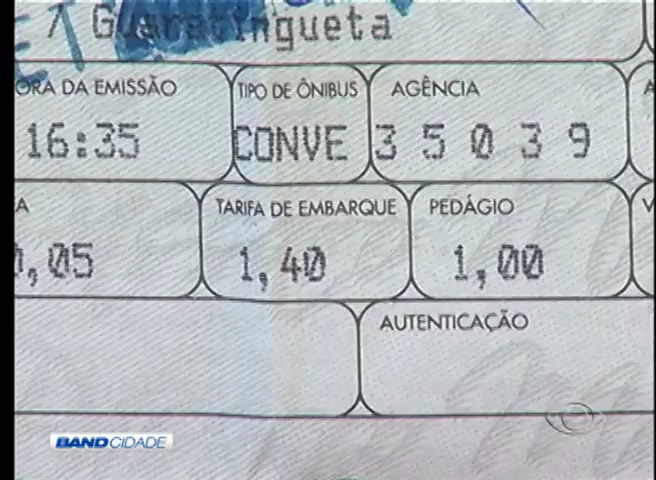 / Guaratingueta
ORA DA EMISSÃO TIPO DE ÔNIBUS AGÊNCIA
16:35 CONVE 35039
A TARIFA DE EMBARQUE PEDÁGIO V
,05 1,40 1,00
AUTENTICAÇÃO
BAND CIDADE